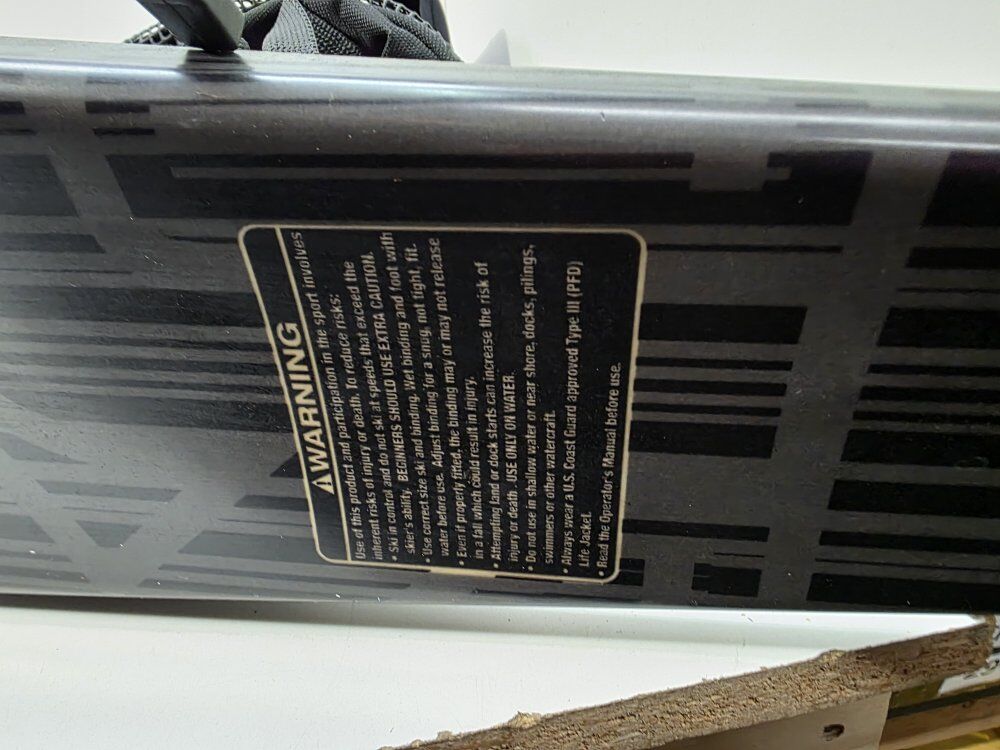 ⚠WARNING
Use of this product and participation in the sport involves
inherent risks of injury or death. To reduce risks:
• Ski in control and do not ski at speeds that exceed the
skier's ability. BEGINNERS SHOULD USE EXTRA CAUTION.
• Use correct size ski and binding. Wet binding and foot with
water before use. Adjust binding for a snug, not tight, fit.
• Even if properly fitted, the binding may or may not release
in a fall which could result in injury.
• Attempting land or dock starts can increase the risk of
injury or death. USE ONLY ON WATER.
• Do not use in shallow water or near shore, docks, pilings,
swimmers or other watercraft.
• Always wear a U.S. Coast Guard approved Type III (PFD)
Life Jacket.
• Read the Operator's Manual before use.